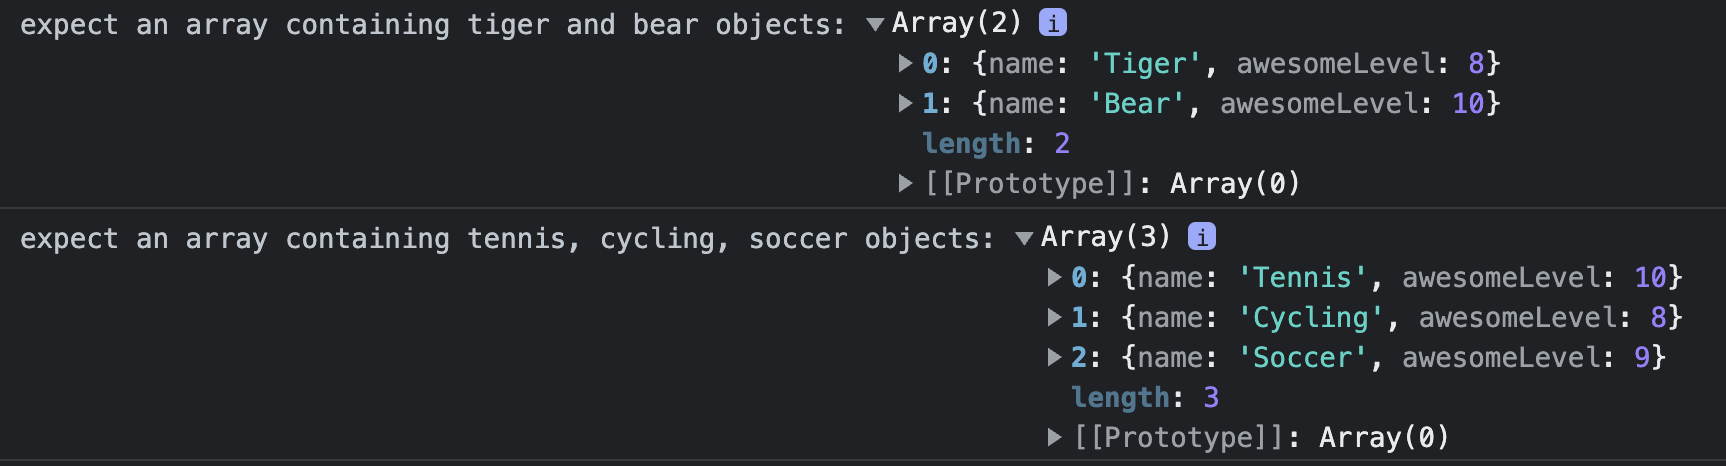 expect an array containing tiger and bear objects: ▼Array(2) i
▶0: {name: 'Tiger', awesomeLevel: 8}
▶1: {name: 'Bear', awesomeLevel: 10}
length: 2
▶[[Prototype]]: Array(0)
expect an array containing tennis, cycling, soccer objects: ▼Array(3) i
▶0: {name: 'Tennis', awesomeLevel: 10}
▶1: {name: 'Cycling', awesomeLevel: 8}
▶2: {name: 'Soccer', awesomeLevel: 9}
length: 3
▶[[Prototype]]: Array(0)